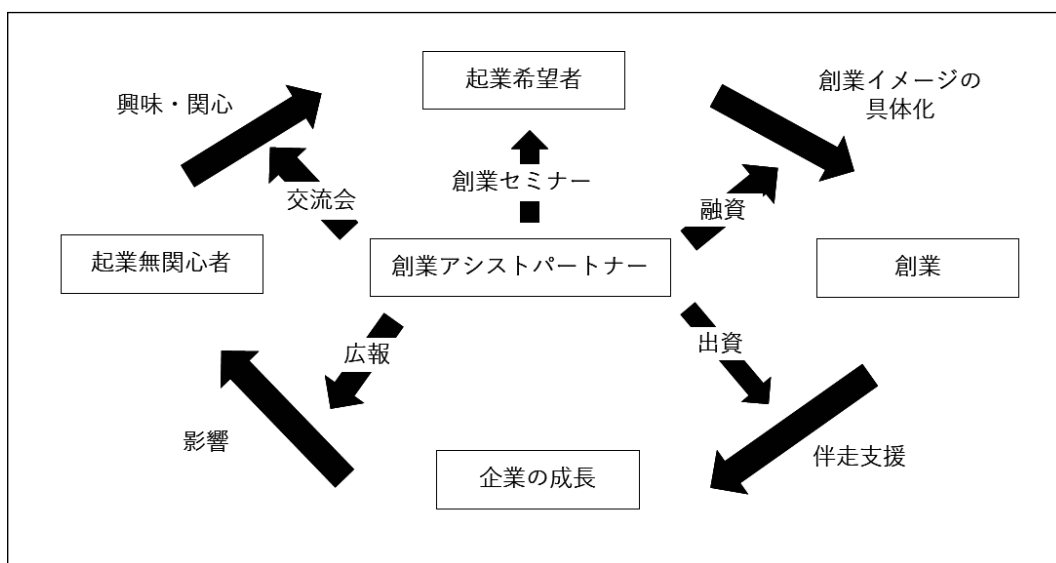 起業希望者
創業イメージの
具体化
興味・関心
創業セミナー
交流会
融資
起業無関心者
創業アシストパートナー
創業
広報
出資
影響
伴走支援
企業の成長